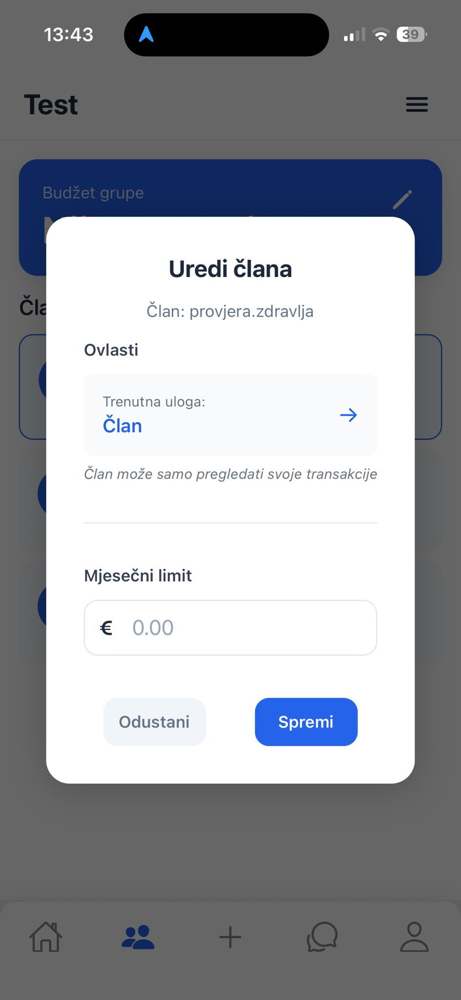 13:43
39
Test
Budžet grupe
Uredi člana
Član: provjera.zdravlja
Ovlasti
Trenutna uloga:
Član
Član može samo pregledati svoje transakcije
Mjesečni limit
€ 0.00
Odustani
Spremi